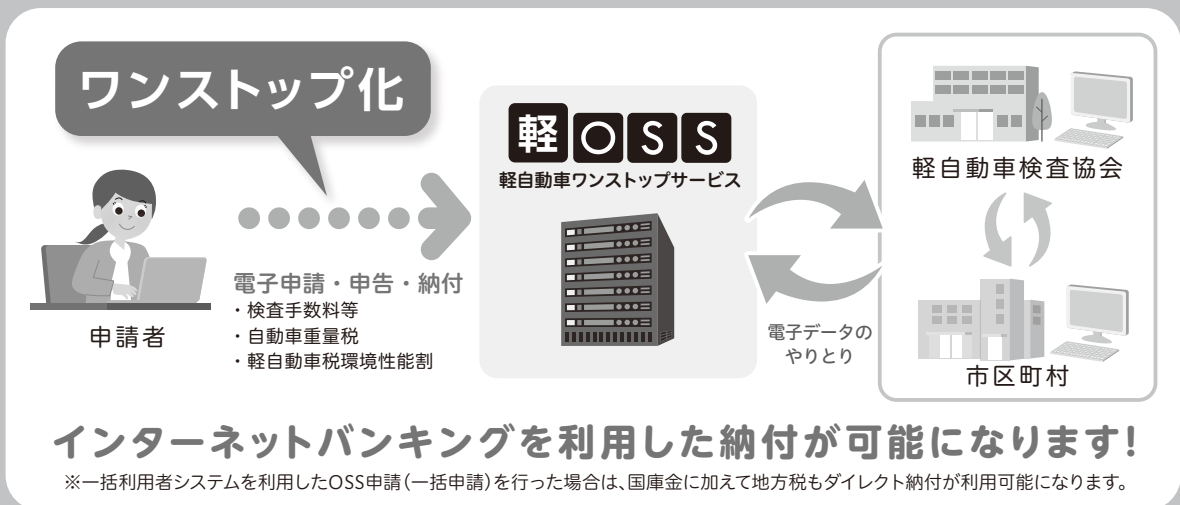 ワンストップ化
申請者
電子申請・申告・納付
・検査手数料等
・自動車重量税
・軽自動車税環境性能割
軽OSS
軽自動車ワンストップサービス
電子データの
やりとり
軽自動車検査協会
市区町村
インターネットバンキングを利用した納付が可能になります!
※一括利用者システムを利用したOSS申請(一括申請)を行った場合は、国庫金に加えて地方税もダイレクト納付が利用可能になります。